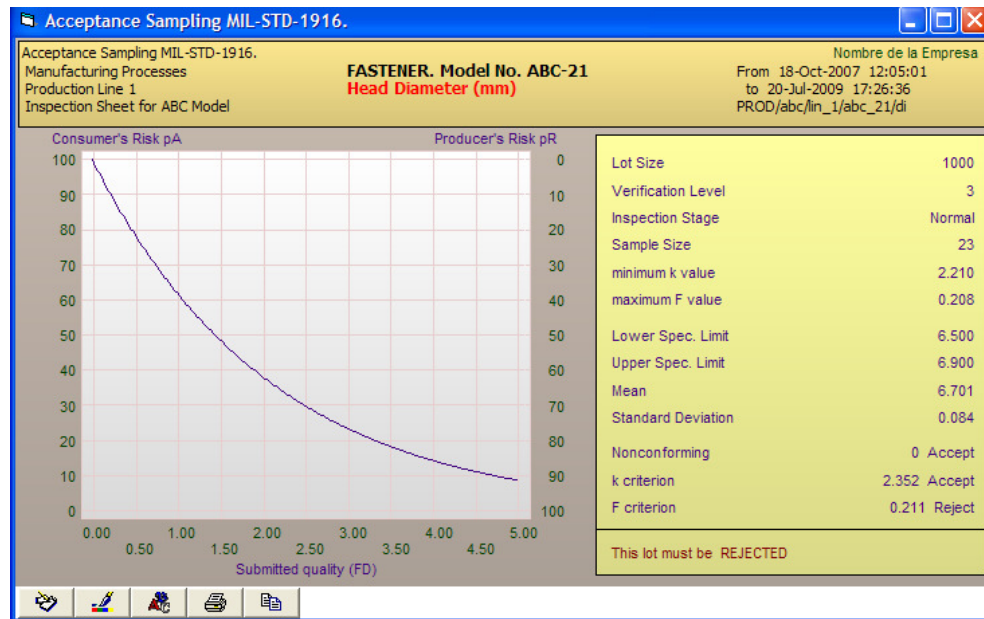 Acceptance Sampling MIL-STD-1916.
Acceptance Sampling MIL-STD-1916.
Manufacturing Processes
Production Line 1
Inspection Sheet for ABC Model
FASTENER. Model No. ABC-21
Head Diameter (mm)
Nombre de la Empresa
From 18-Oct-2007 12:05:01
to 20-Jul-2009 17:26:36
PROD/abc/lin_1/abc_21/di
Consumer's Risk pA Producer's Risk pR
100 0
90 10
80 20
70 30
60 40
50 50
40 60
30 70
20 80
10 90
0 100
0.00 1.00 2.00 3.00 4.00 5.00
0.50 1.50 2.50 3.50 4.50
Submitted quality (FD)
Lot Size 1000
Verification Level 3
Inspection Stage Normal
Sample Size 23
minimum k value 2.210
maximum F value 0.208
Lower Spec. Limit 6.500
Upper Spec. Limit 6.900
Mean 6.701
Standard Deviation 0.084
Nonconforming 0 Accept
k criterion 2.352 Accept
F criterion 0.211 Reject
This lot must be REJECTED